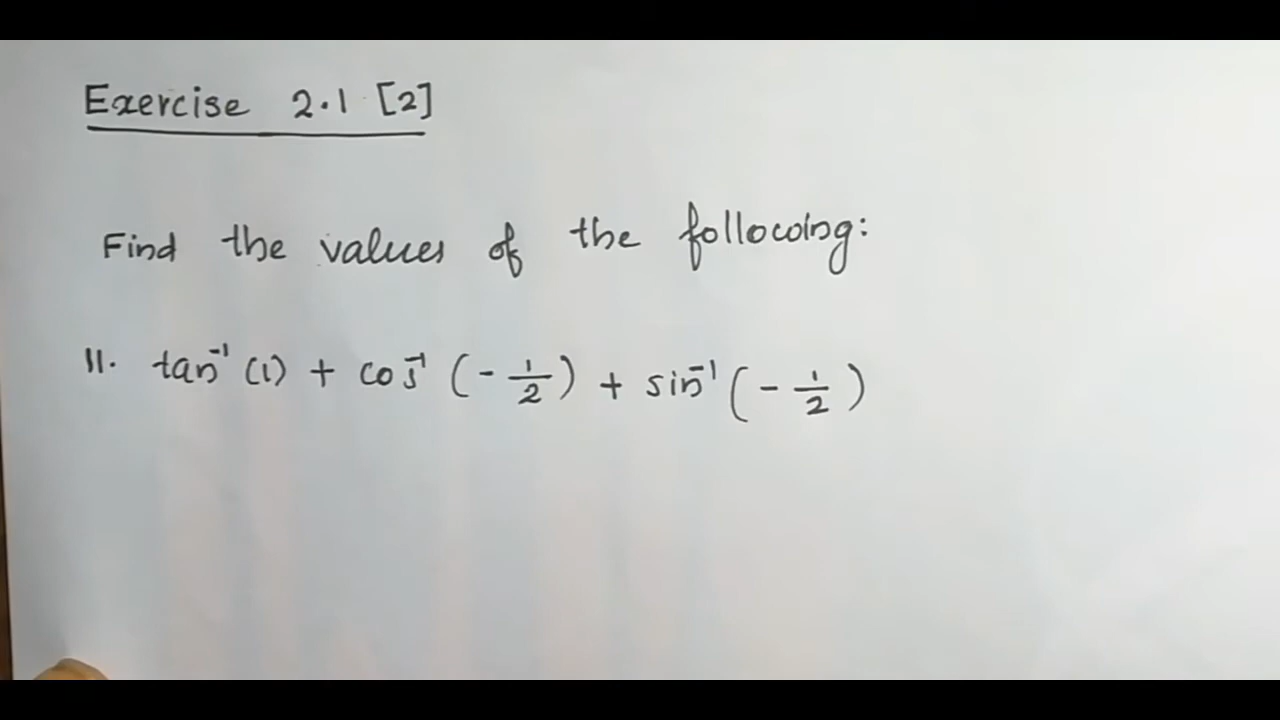 Exercise 2.1 [2]
Find the values of the following:
11. tan⁻¹ (1) + cos⁻¹ (- 1/2) + sin⁻¹ (- 1/2)